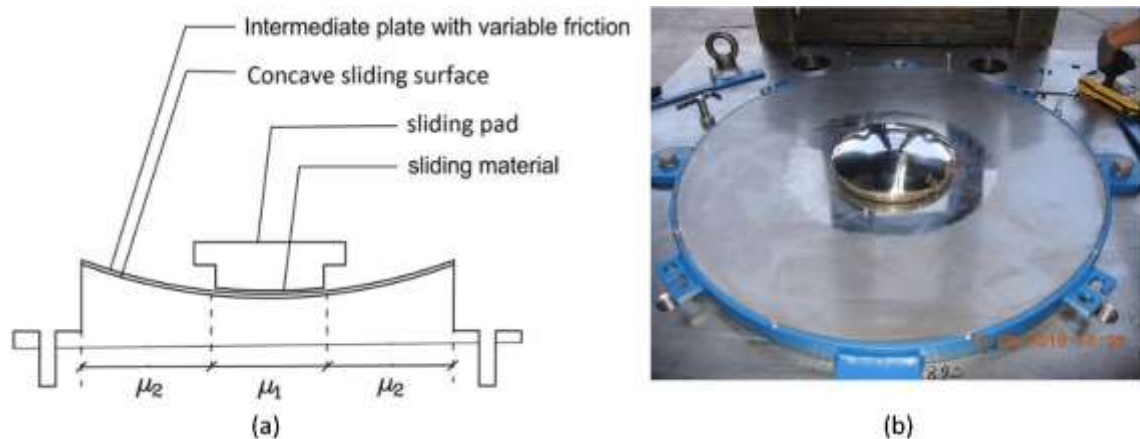 Intermediate plate with variable friction
Concave sliding surface
sliding pad
sliding material
μ2 μ1 μ2
(a)
(b)